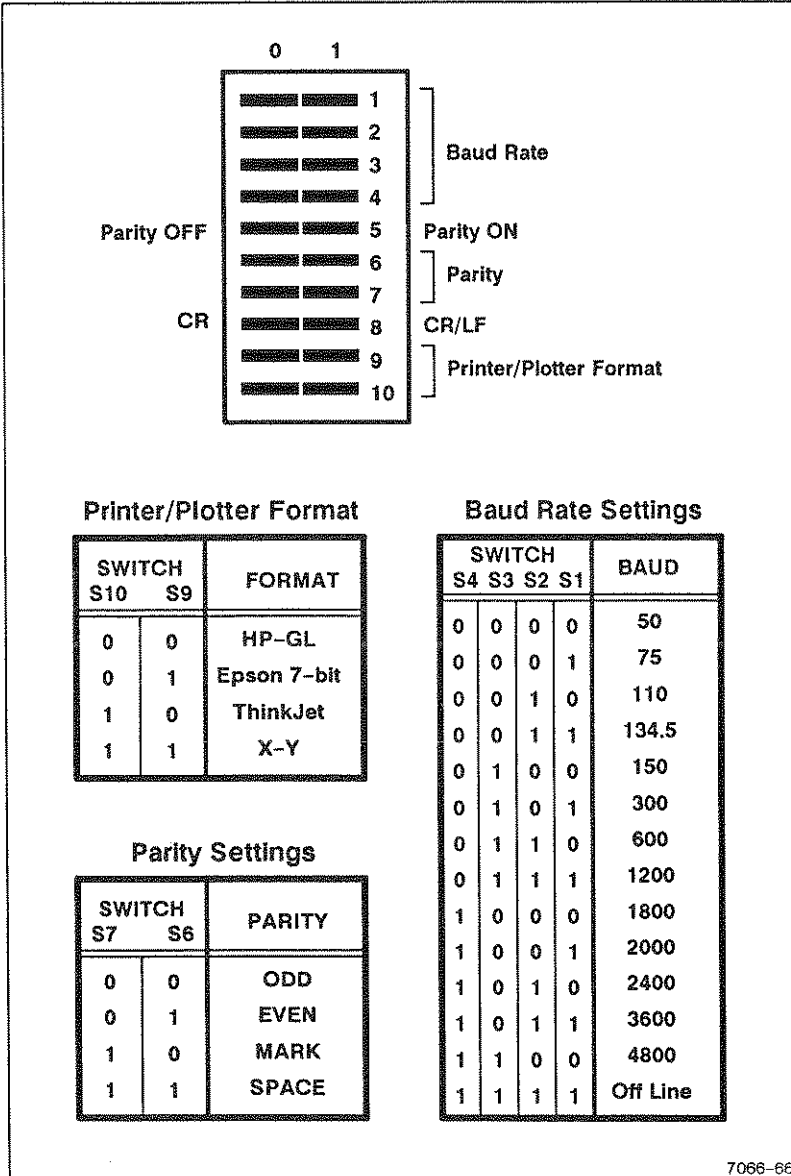 0 1
1
2
3
4
Baud Rate
Parity OFF 5 Parity ON
6
7
Parity
CR 8 CR/LF
9
10
Printer/Plotter Format
Printer/Plotter Format
SWITCH
S10 S9 FORMAT
0 0 HP-GL
0 1 Epson 7-bit
1 0 ThinkJet
1 1 X-Y
Parity Settings
SWITCH
S7 S6 PARITY
0 0 ODD
0 1 EVEN
1 0 MARK
1 1 SPACE
Baud Rate Settings
SWITCH
S4 S3 S2 S1 BAUD
0 0 0 0 50
0 0 0 1 75
0 0 1 0 110
0 0 1 1 134.5
0 1 0 0 150
0 1 0 1 300
0 1 1 0 600
0 1 1 1 1200
1 0 0 0 1800
1 0 0 1 2000
1 0 1 0 2400
1 0 1 1 3600
1 1 0 0 4800
1 1 1 1 Off Line
7066-66